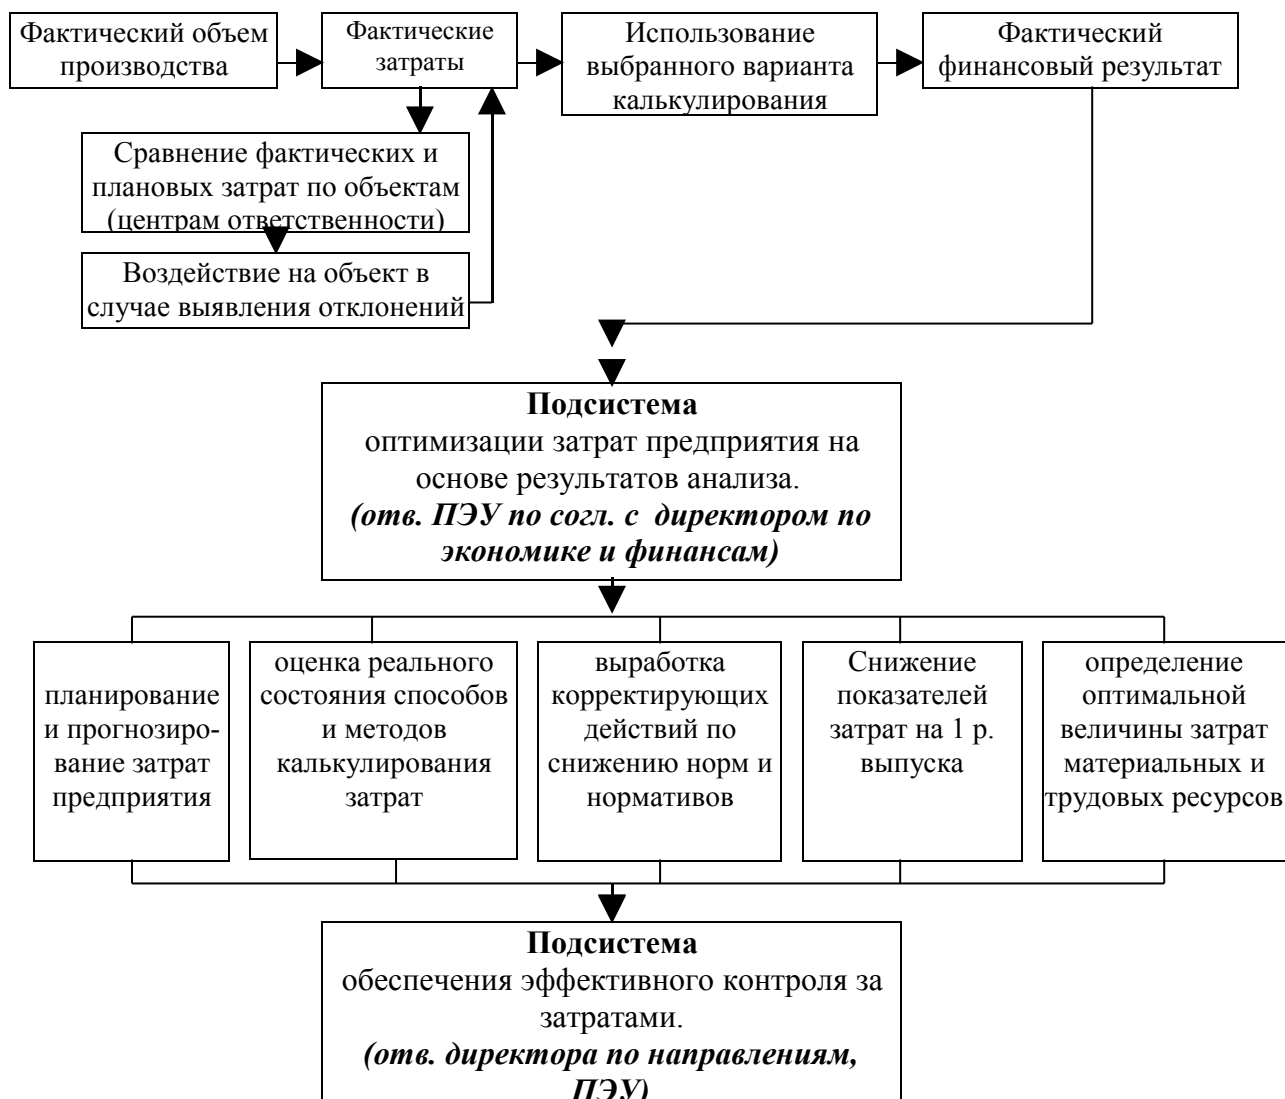 Фактический объем
производства
Фактические
затраты
Использование
выбранного варианта
калькулирования
Фактический
финансовый результат
Сравнение фактических и
плановых затрат по объектам
(центрам ответственности)
Воздействие на объект в
случае выявления отклонений
Подсистема
оптимизации затрат предприятия на
основе результатов анализа.
(отв. ПЭУ по согл. с директором по
экономике и финансам)
планирование
и прогнозиро-
вание затрат
предприятия
оценка реального
состояния способов
и методов
калькулирования
затрат
выработка
корректирующих
действий по
снижению норм и
нормативов
Снижение
показателей
затрат на 1 р.
выпуска
определение
оптимальной
величины затрат
материальных и
трудовых ресурсов
Подсистема
обеспечения эффективного контроля за
затратами.
(отв. директора по направлениям,
ПЭУ)